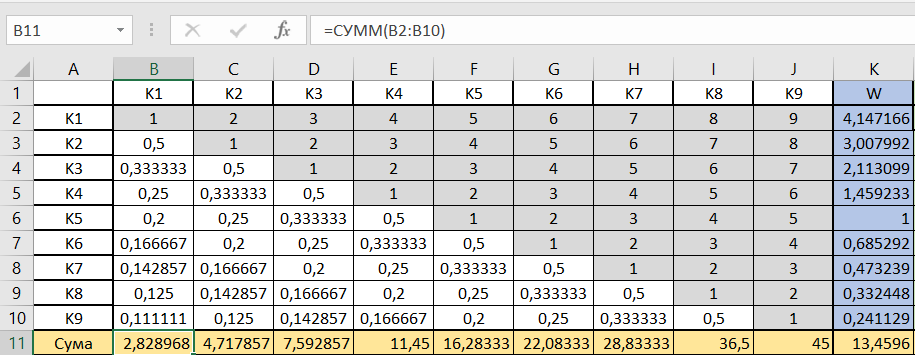 B11 fx =СУММ(B2:B10)
A B C D E F G H I J K
1 K1 K2 K3 K4 K5 K6 K7 K8 K9 W
2 K1 1 2 3 4 5 6 7 8 9 4,147166
3 K2 0,5 1 2 3 4 5 6 7 8 3,007992
4 K3 0,333333 0,5 1 2 3 4 5 6 7 2,113099
5 K4 0,25 0,333333 0,5 1 2 3 4 5 6 1,459233
6 K5 0,2 0,25 0,333333 0,5 1 2 3 4 5 1
7 K6 0,166667 0,2 0,25 0,333333 0,5 1 2 3 4 0,685292
8 K7 0,142857 0,166667 0,2 0,25 0,333333 0,5 1 2 3 0,473239
9 K8 0,125 0,142857 0,166667 0,2 0,25 0,333333 0,5 1 2 0,332448
10 K9 0,111111 0,125 0,142857 0,166667 0,2 0,25 0,333333 0,5 1 0,241129
11 Сума 2,828968 4,717857 7,592857 11,45 16,28333 22,08333 28,83333 36,5 45 13,4596